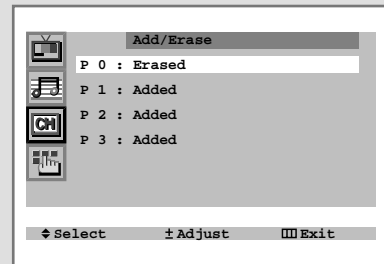 Add/Erase
P 0 : Erased
P 1 : Added
P 2 : Added
CH
P 3 : Added
Select ± Adjust Exit